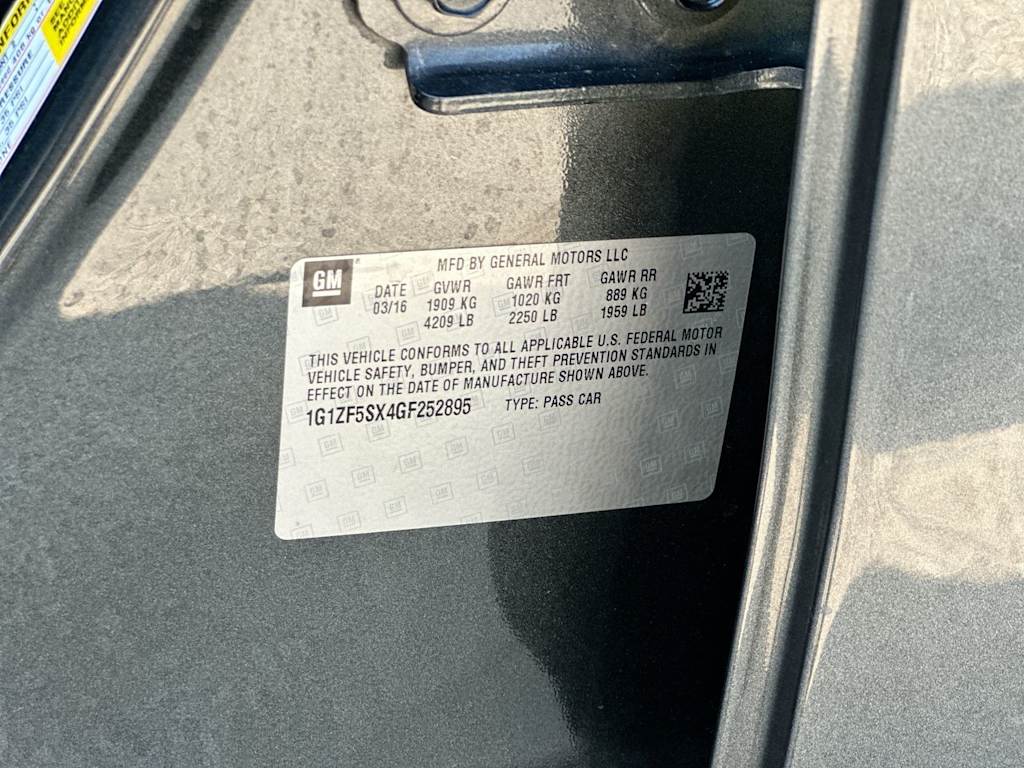 GM
MFD BY GENERAL MOTORS LLC
DATE GVWR GAWR FRT GAWR RR
03/16 1909 KG 1020 KG 889 KG
4209 LB 2250 LB 1959 LB
THIS VEHICLE CONFORMS TO ALL APPLICABLE U.S. FEDERAL MOTOR
VEHICLE SAFETY, BUMPER, AND THEFT PREVENTION STANDARDS IN
EFFECT ON THE DATE OF MANUFACTURE SHOWN ABOVE.
1G1ZF5SX4GF252895 TYPE: PASS CAR